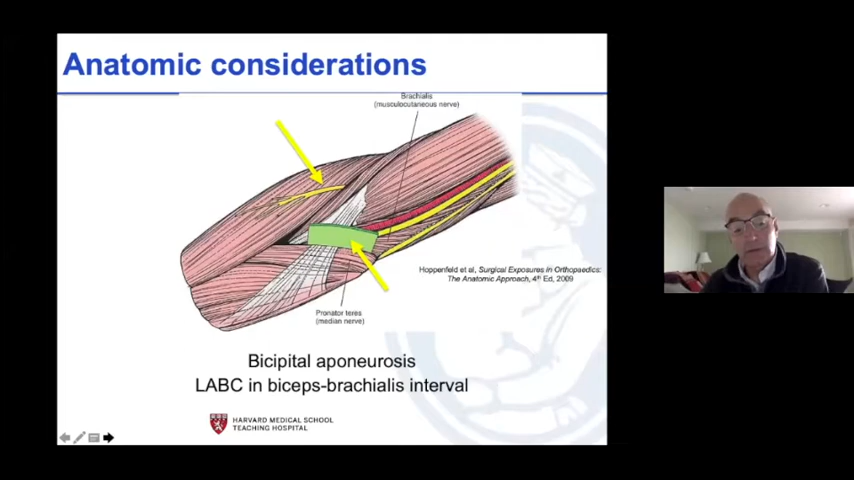 Anatomic considerations
Brachialis
(musculocutaneous nerve)
Hoppenfeld et al, Surgical Exposures in Orthopaedics:
The Anatomic Approach, 4th Ed, 2009
Pronator teres
(median nerve)
Bicipital aponeurosis
LABC in biceps-brachialis interval
HARVARD MEDICAL SCHOOL
TEACHING HOSPITAL